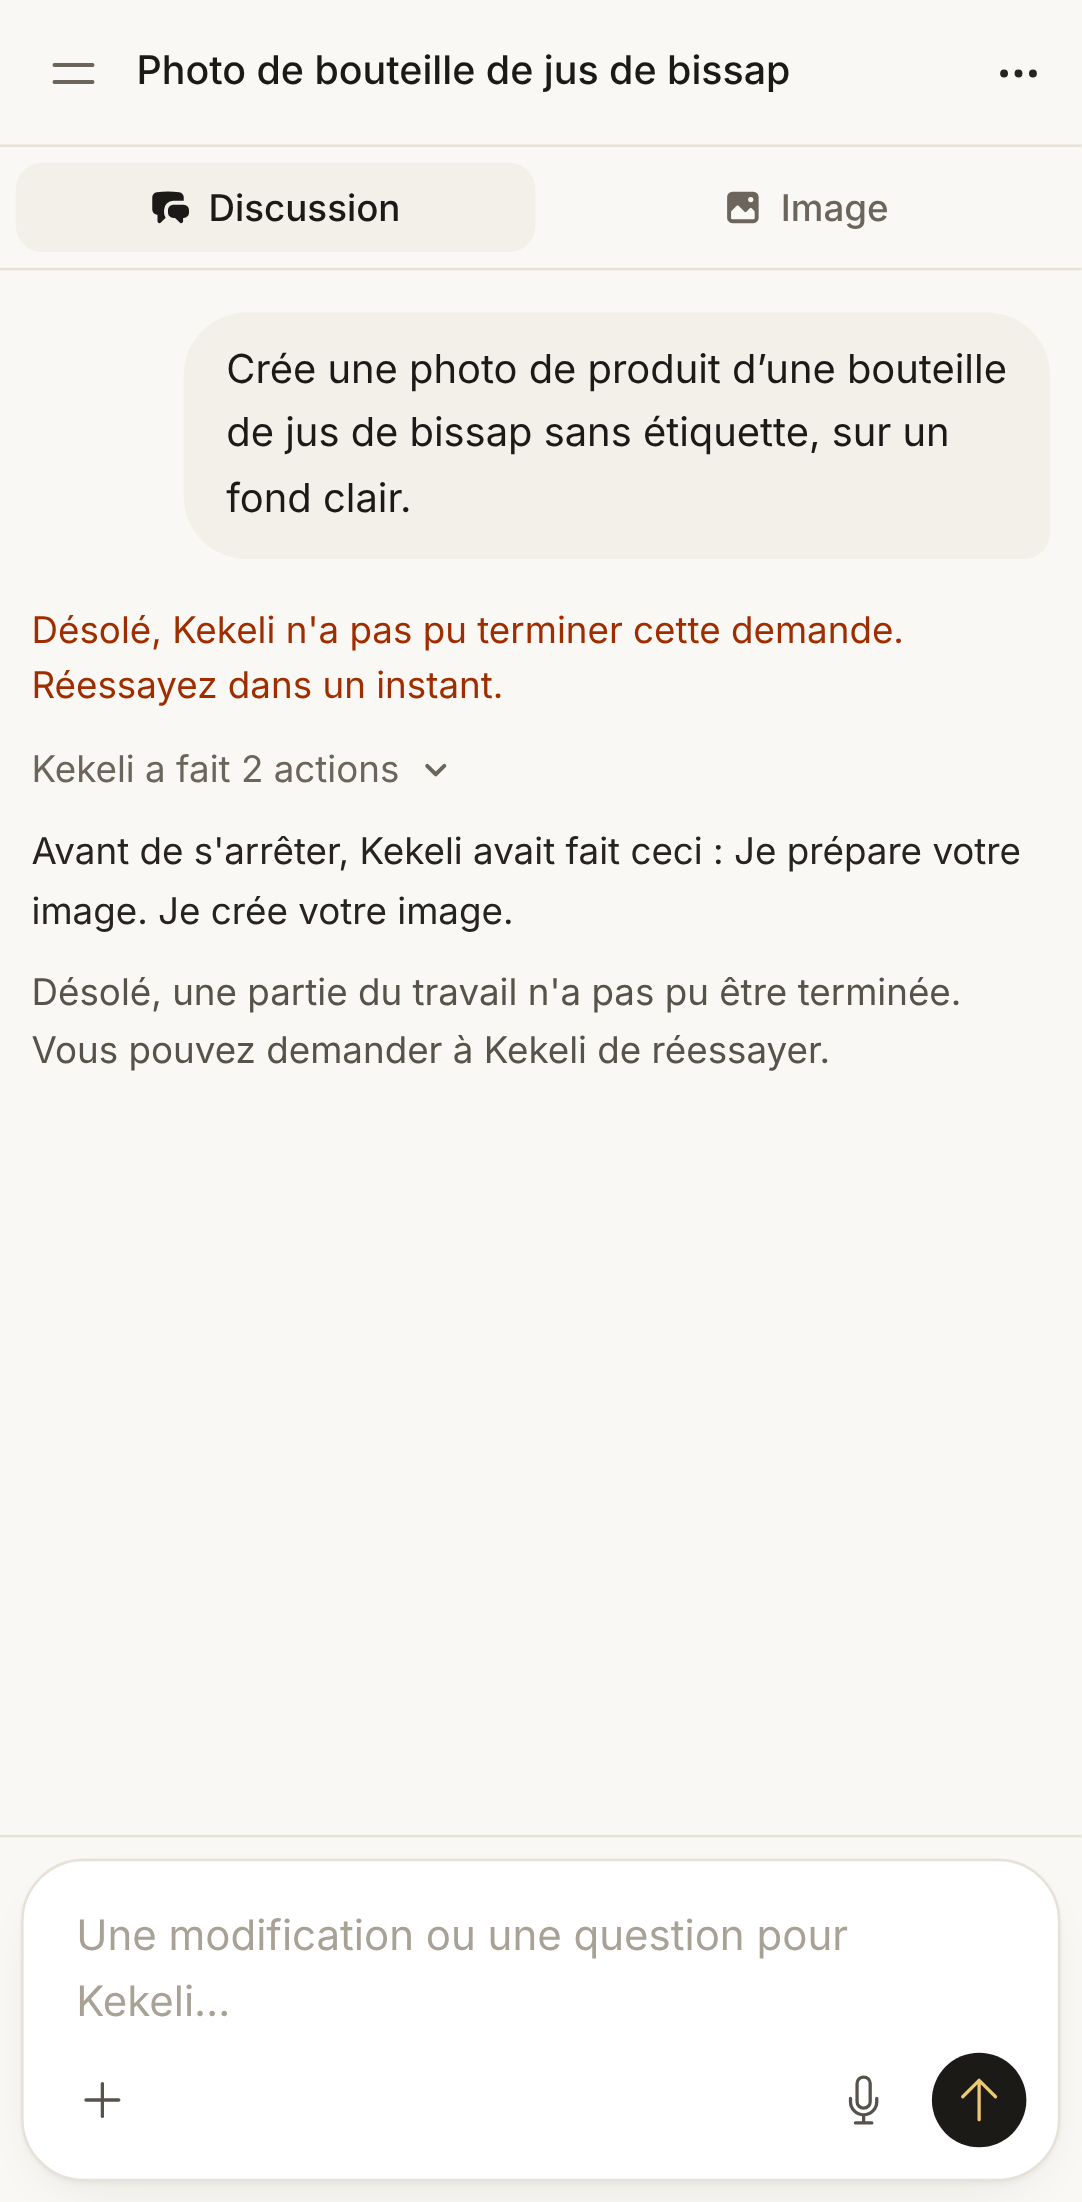 Photo de bouteille de jus de bissap
Discussion
Image
Crée une photo de produit d’une bouteille
de jus de bissap sans étiquette, sur un
fond clair.
Désolé, Kekeli n'a pas pu terminer cette demande.
Réessayez dans un instant.
Kekeli a fait 2 actions
Avant de s'arrêter, Kekeli avait fait ceci : Je prépare votre
image. Je crée votre image.
Désolé, une partie du travail n'a pas pu être terminée.
Vous pouvez demander à Kekeli de réessayer.
Une modification ou une question pour
Kekeli...